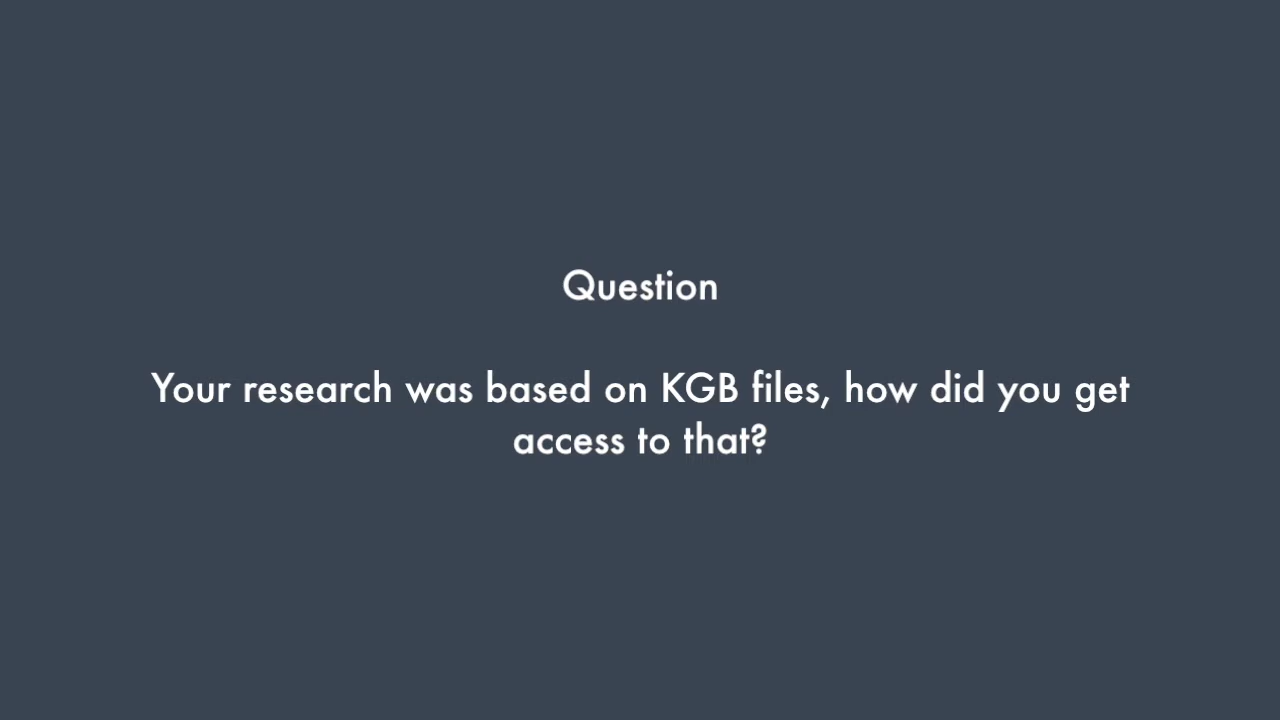 Question
Your research was based on KGB files, how did you get
access to that?